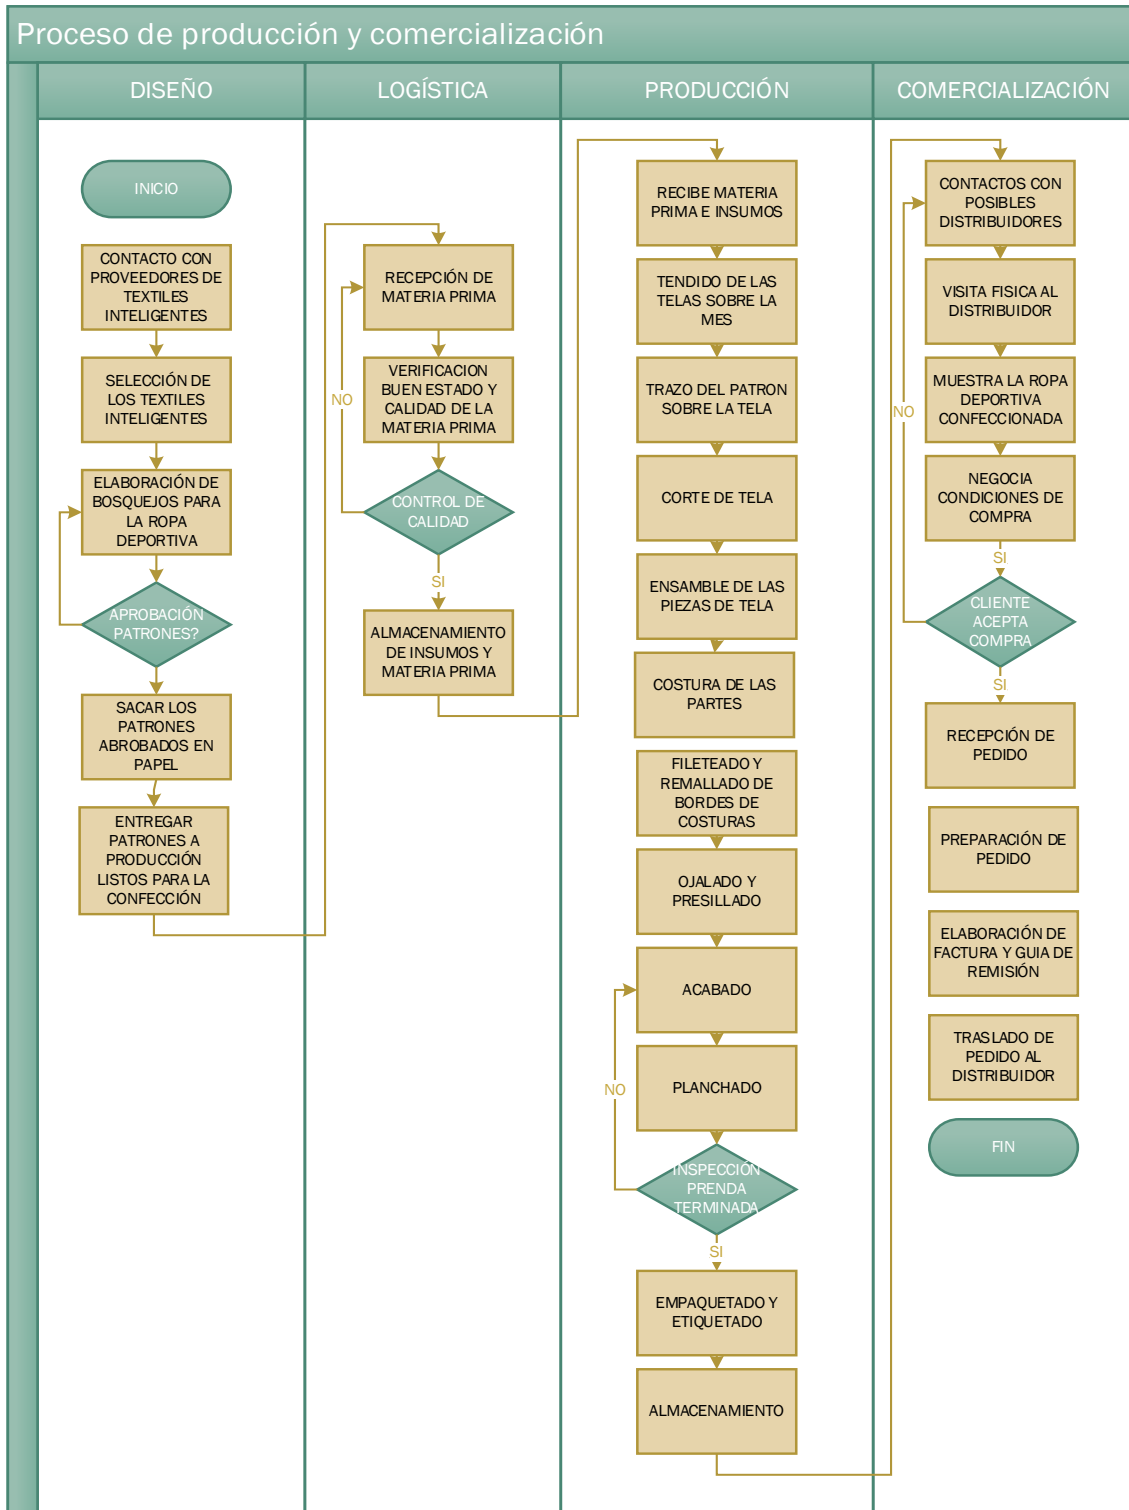 Proceso de producción y comercialización
DISEÑO
LOGÍSTICA
PRODUCCIÓN
COMERCIALIZACIÓN
INICIO
CONTACTO CON
PROVEEDORES DE
TEXTILES
INTELIGENTES
SELECCIÓN DE
LOS TEXTILES
INTELIGENTES
ELABORACIÓN DE
BOSQUEJOS PARA
LA ROPA
DEPORTIVA
APROBACIÓN
PATRONES?
SACAR LOS
PATRONES
ABROBADOS EN
PAPEL
ENTREGAR
PATRONES A
PRODUCCIÓN
LISTOS PARA LA
CONFECCIÓN
RECEPCIÓN DE
MATERIA PRIMA
VERIFICACION
BUEN ESTADO Y
CALIDAD DE LA
MATERIA PRIMA
NO
CONTROL DE
CALIDAD
SI
ALMACENAMIENTO
DE INSUMOS Y
MATERIA PRIMA
RECIBE MATERIA
PRIMA E INSUMOS
TENDIDO DE LAS
TELAS SOBRE LA
MES
TRAZO DEL PATRON
SOBRE LA TELA
CORTE DE TELA
ENSAMBLE DE LAS
PIEZAS DE TELA
COSTURA DE LAS
PARTES
FILETEADO Y
REMALLADO DE
BORDES DE
COSTURAS
OJALADO Y
PRESILLADO
ACABADO
PLANCHADO
NO
INSPECCIÓN
PRENDA
TERMINADA
SI
EMPAQUETADO Y
ETIQUETADO
ALMACENAMIENTO
CONTACTOS CON
POSIBLES
DISTRIBUIDORES
VISITA FISICA AL
DISTRIBUIDOR
MUESTRA LA ROPA
DEPORTIVA
CONFECCIONADA
NO
NEGOCIA
CONDICIONES DE
COMPRA
SI
CLIENTE
ACEPTA
COMPRA
SI
RECEPCIÓN DE
PEDIDO
PREPARACIÓN DE
PEDIDO
ELABORACIÓN DE
FACTURA Y GUIA DE
REMISIÓN
TRASLADO DE
PEDIDO AL
DISTRIBUIDOR
FIN